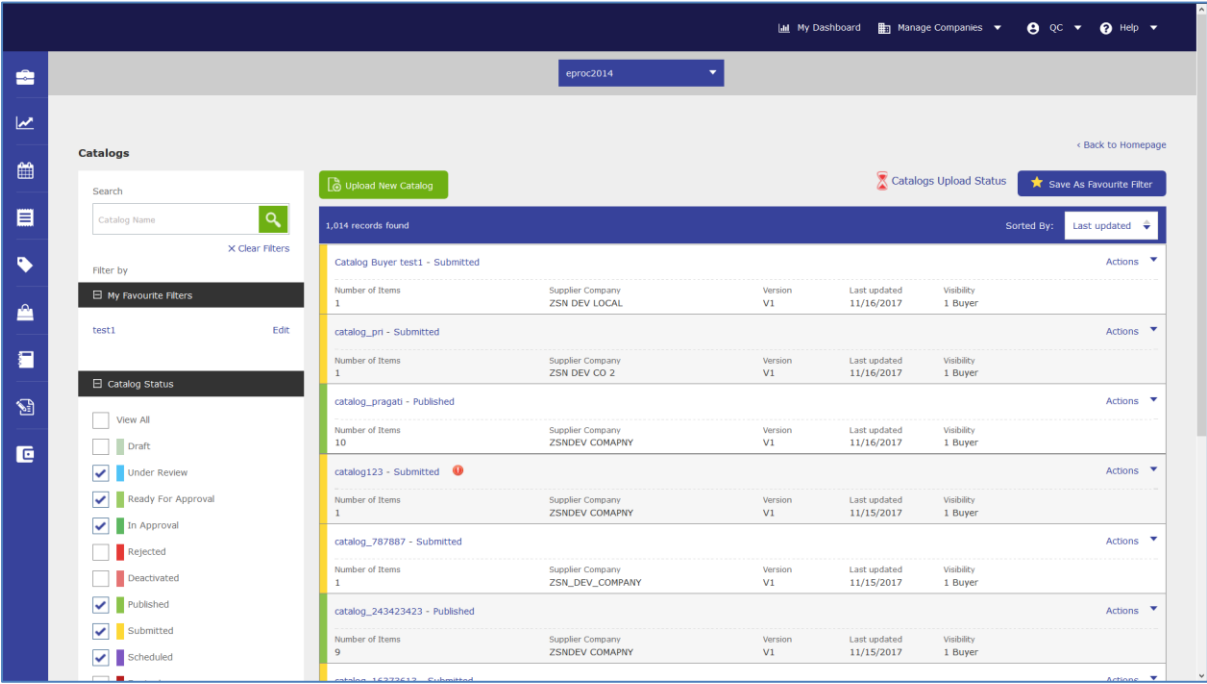 My Dashboard Manage Companies QC Help
eproc2014
‹ Back to Homepage
Catalogs
Search
Catalog Name
X Clear Filters
Filter by
My Favourite Filters
test1 Edit
Catalog Status
View All
Draft
Under Review
Ready For Approval
In Approval
Rejected
Deactivated
Published
Submitted
Scheduled
Upload New Catalog
Catalogs Upload Status
Save As Favourite Filter
1,014 records found Sorted By: Last updated
Catalog Buyer test1 - Submitted Actions
Number of Items Supplier Company Version Last updated Visibility
1 ZSN DEV LOCAL V1 11/16/2017 1 Buyer
catalog_pri - Submitted Actions
Number of Items Supplier Company Version Last updated Visibility
1 ZSN DEV CO 2 V1 11/16/2017 1 Buyer
catalog_pragati - Published Actions
Number of Items Supplier Company Version Last updated Visibility
10 ZSNDEV COMAPNY V1 11/16/2017 1 Buyer
catalog123 - Submitted Actions
Number of Items Supplier Company Version Last updated Visibility
1 ZSNDEV COMAPNY V1 11/15/2017 1 Buyer
catalog_787887 - Submitted Actions
Number of Items Supplier Company Version Last updated Visibility
1 ZSN_DEV_COMPANY V1 11/15/2017 1 Buyer
catalog_243423423 - Published Actions
Number of Items Supplier Company Version Last updated Visibility
9 ZSNDEV COMAPNY V1 11/15/2017 1 Buyer
catalog_16373613 - Submitted Actions